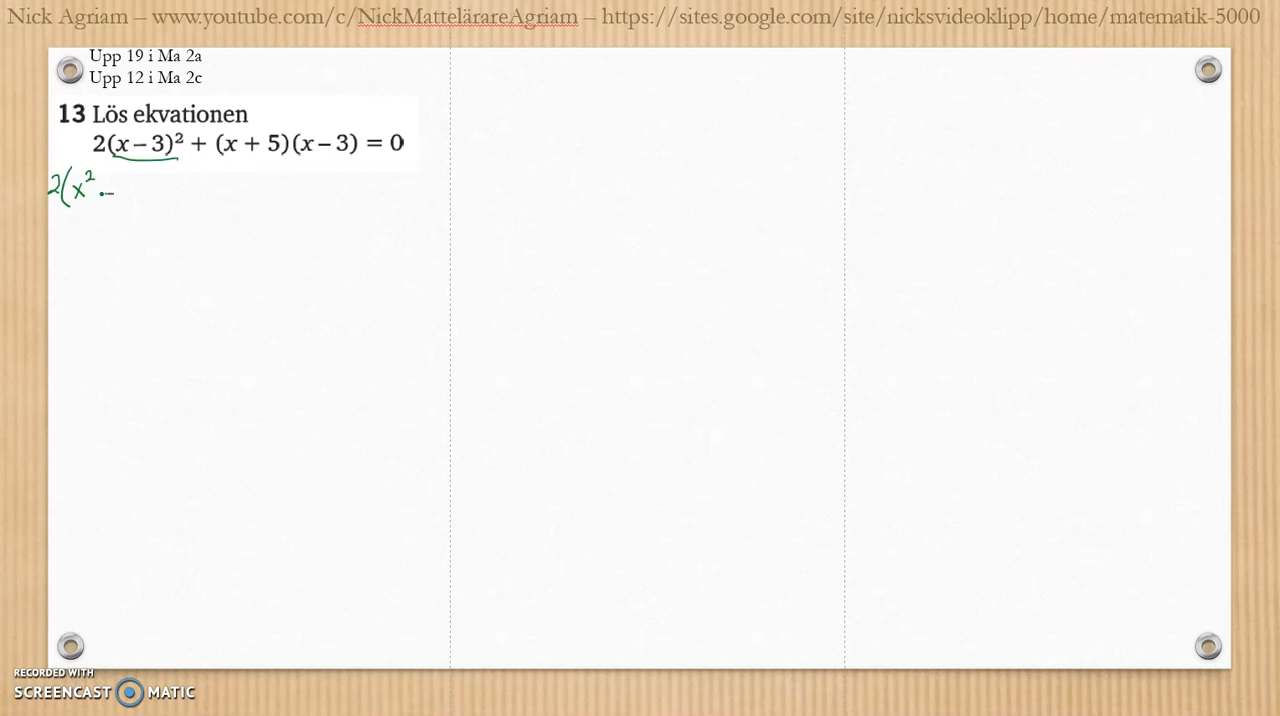 Nick Agriam – www.youtube.com/c/NickMattelärareAgriam – https://sites.google.com/site/nicksvideoklipp/home/matematik-5000
Upp 19 i Ma 2a
Upp 12 i Ma 2c
13 Lös ekvationen
2(x – 3)² + (x + 5)(x – 3) = 0
2(x² -
RECORDED WITH
SCREENCAST MATIC